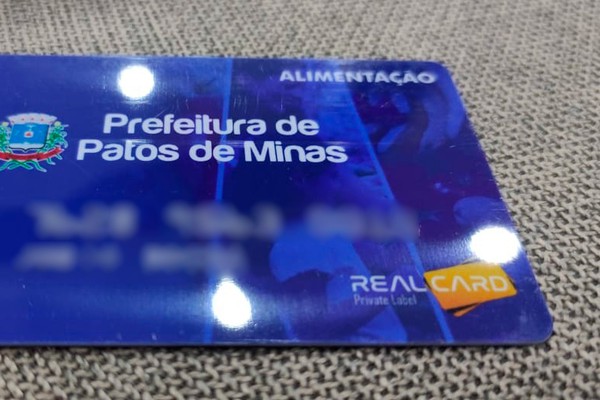 ALIMENTAÇÃO
Prefeitura de
Patos de Minas
REALCARD
Private Label